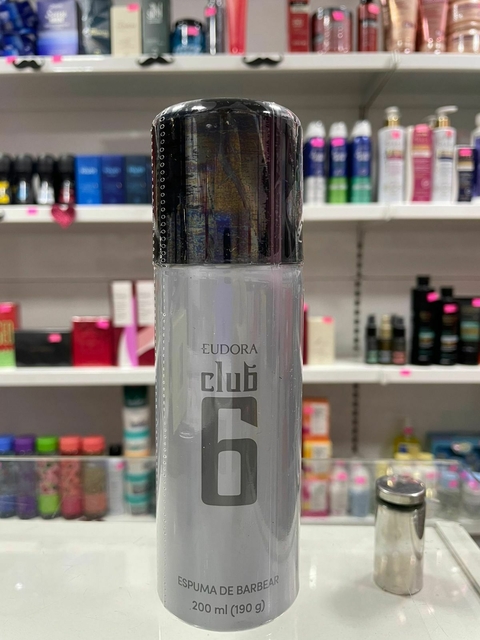 EUDORA
club
6
ESPUMA DE BARBEAR
200 ml (190 g)